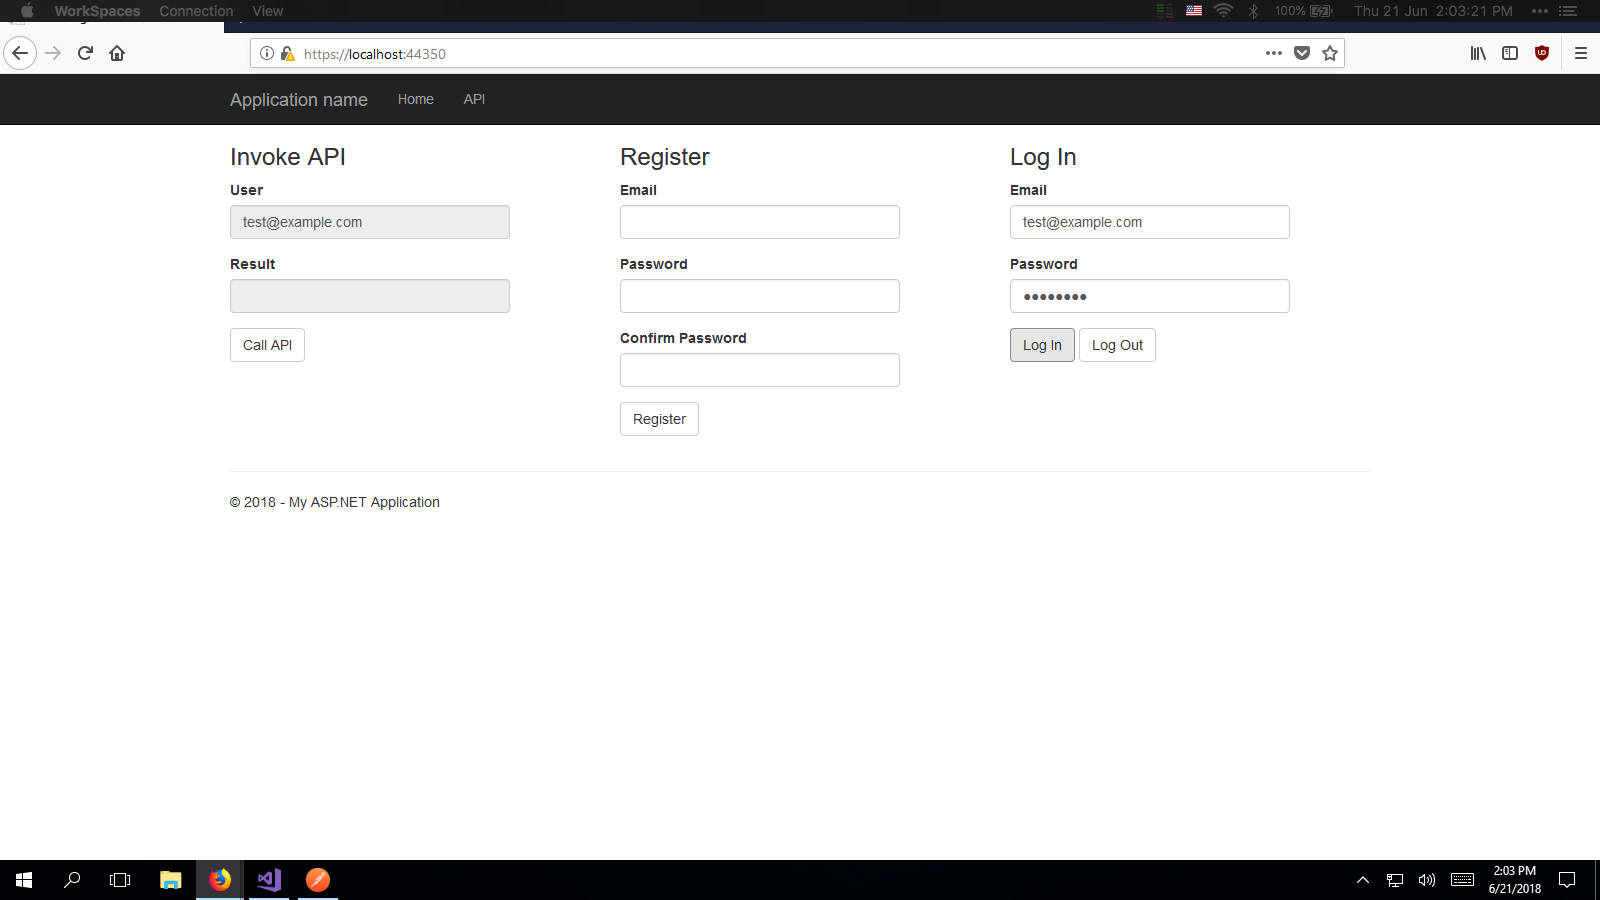 WorkSpaces Connection View 100% Thu 21 Jun 2:03:21 PM
https://localhost:44350
Application name Home API
Invoke API
User
test@example.com
Result
Call API
Register
Email
Password
Confirm Password
Register
Log In
Email
test@example.com
Password
••••••••
Log In Log Out
© 2018 - My ASP.NET Application
2:03 PM
6/21/2018